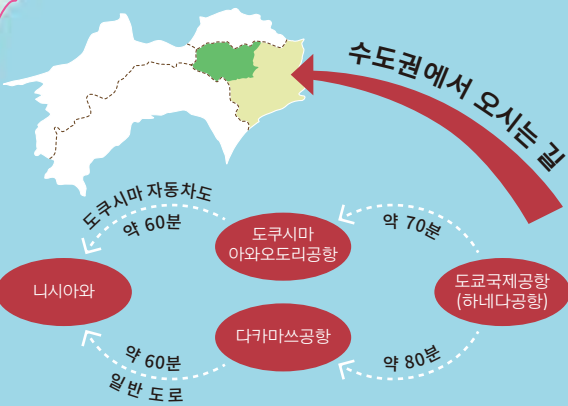 수도권에서 오시는 길
도쿠시마 자동차도
약 60분
도쿠시마
아와오도리공항
약 70분
니시아와
도쿄국제공항
(하네다공항)
다카마쓰공항
약 60분
일반 도로
약 80분